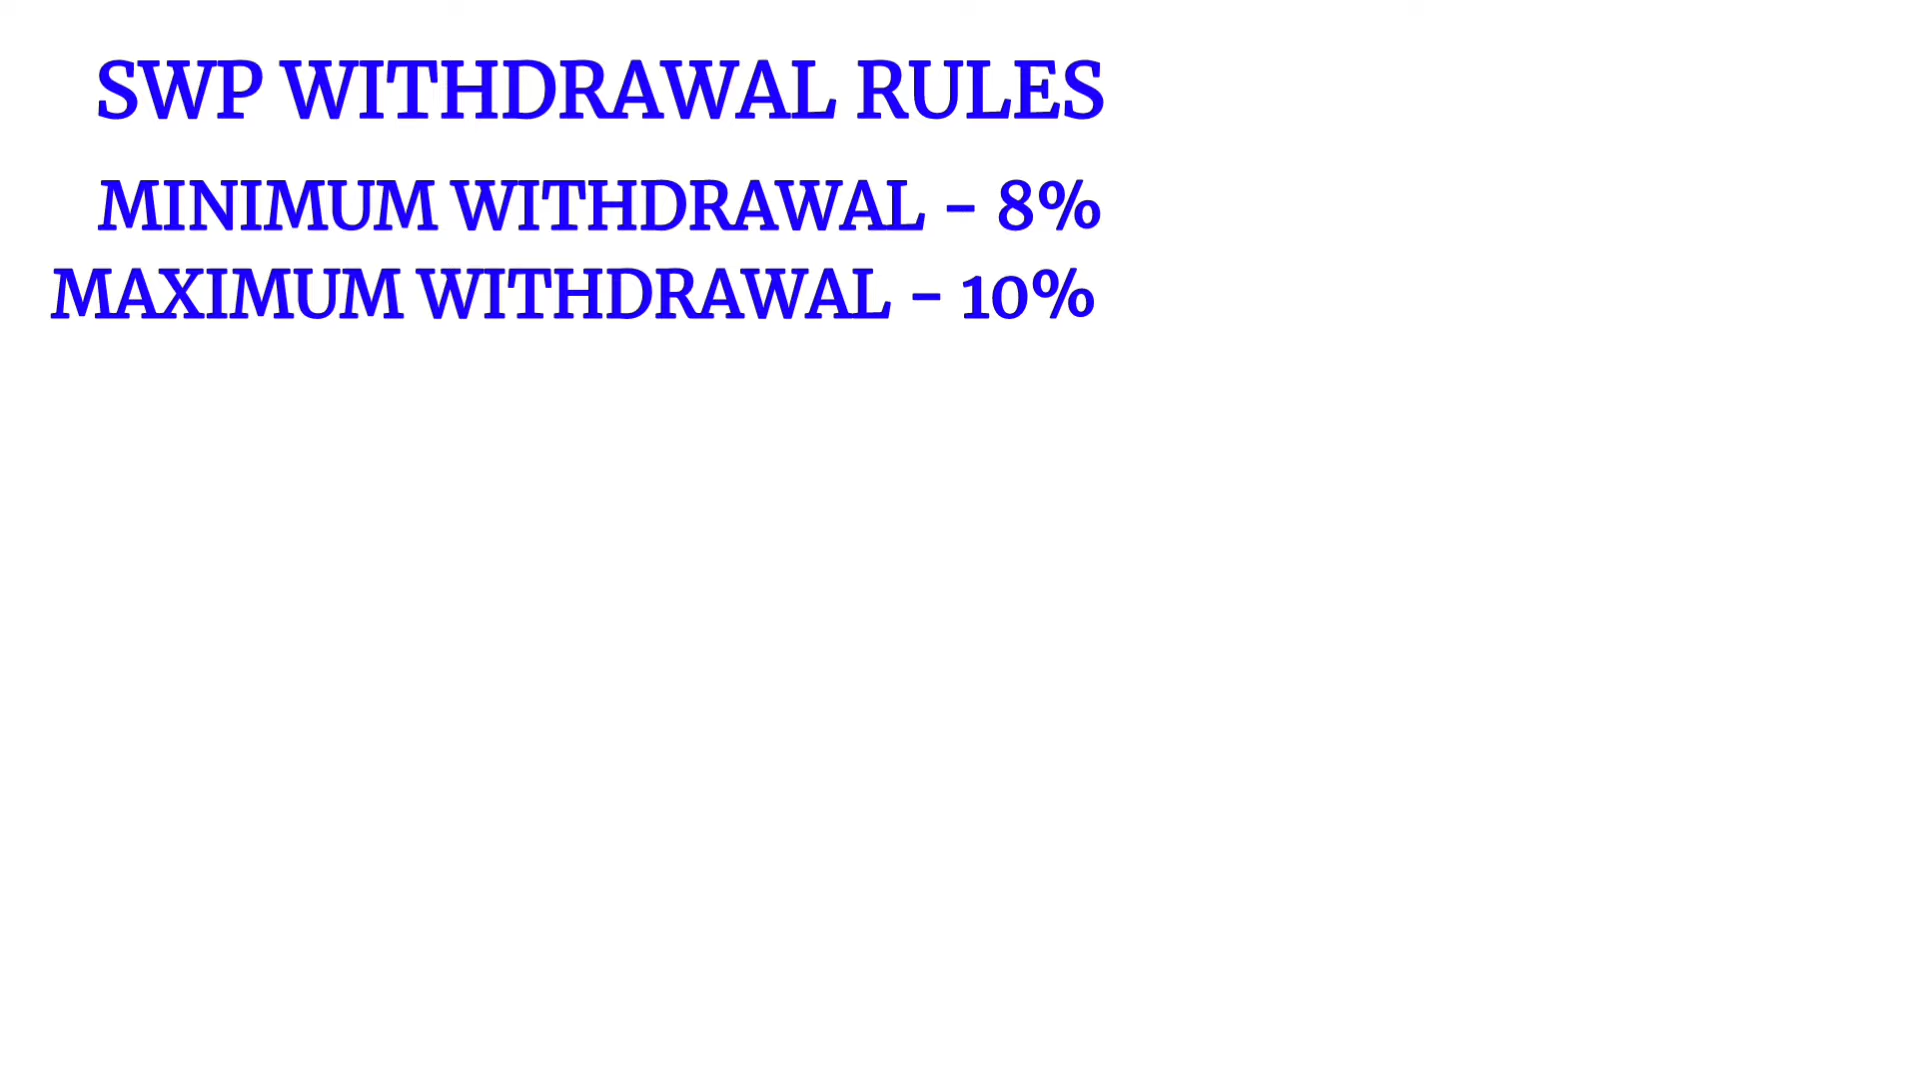 SWP WITHDRAWAL RULES
MINIMUM WITHDRAWAL - 8%
MAXIMUM WITHDRAWAL - 10%